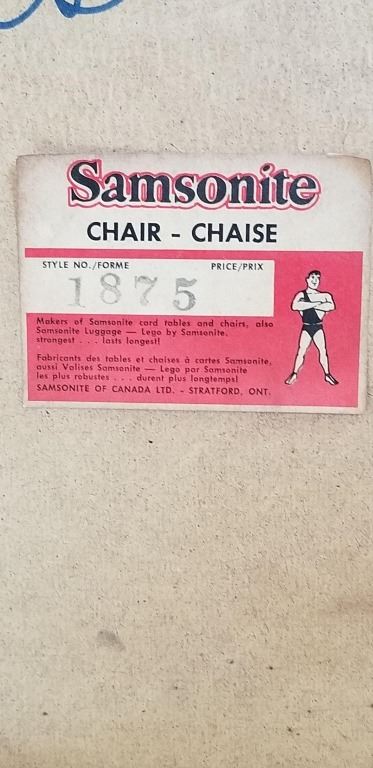 Samsonite
CHAIR - CHAISE
STYLE NO./FORME PRICE/PRIX
1875
Makers of Samsonite card tables and chairs, also
Samsonite Luggage — Lego by Samsonite.
strongest . . . lasts longest!
Fabricants des tables et chaises à cartes Samsonite,
aussi Valises Samsonite — Lego par Samsonite
les plus robustes . . . durent plus longtemps!
SAMSONITE OF CANADA LTD. - STRATFORD, ONT.